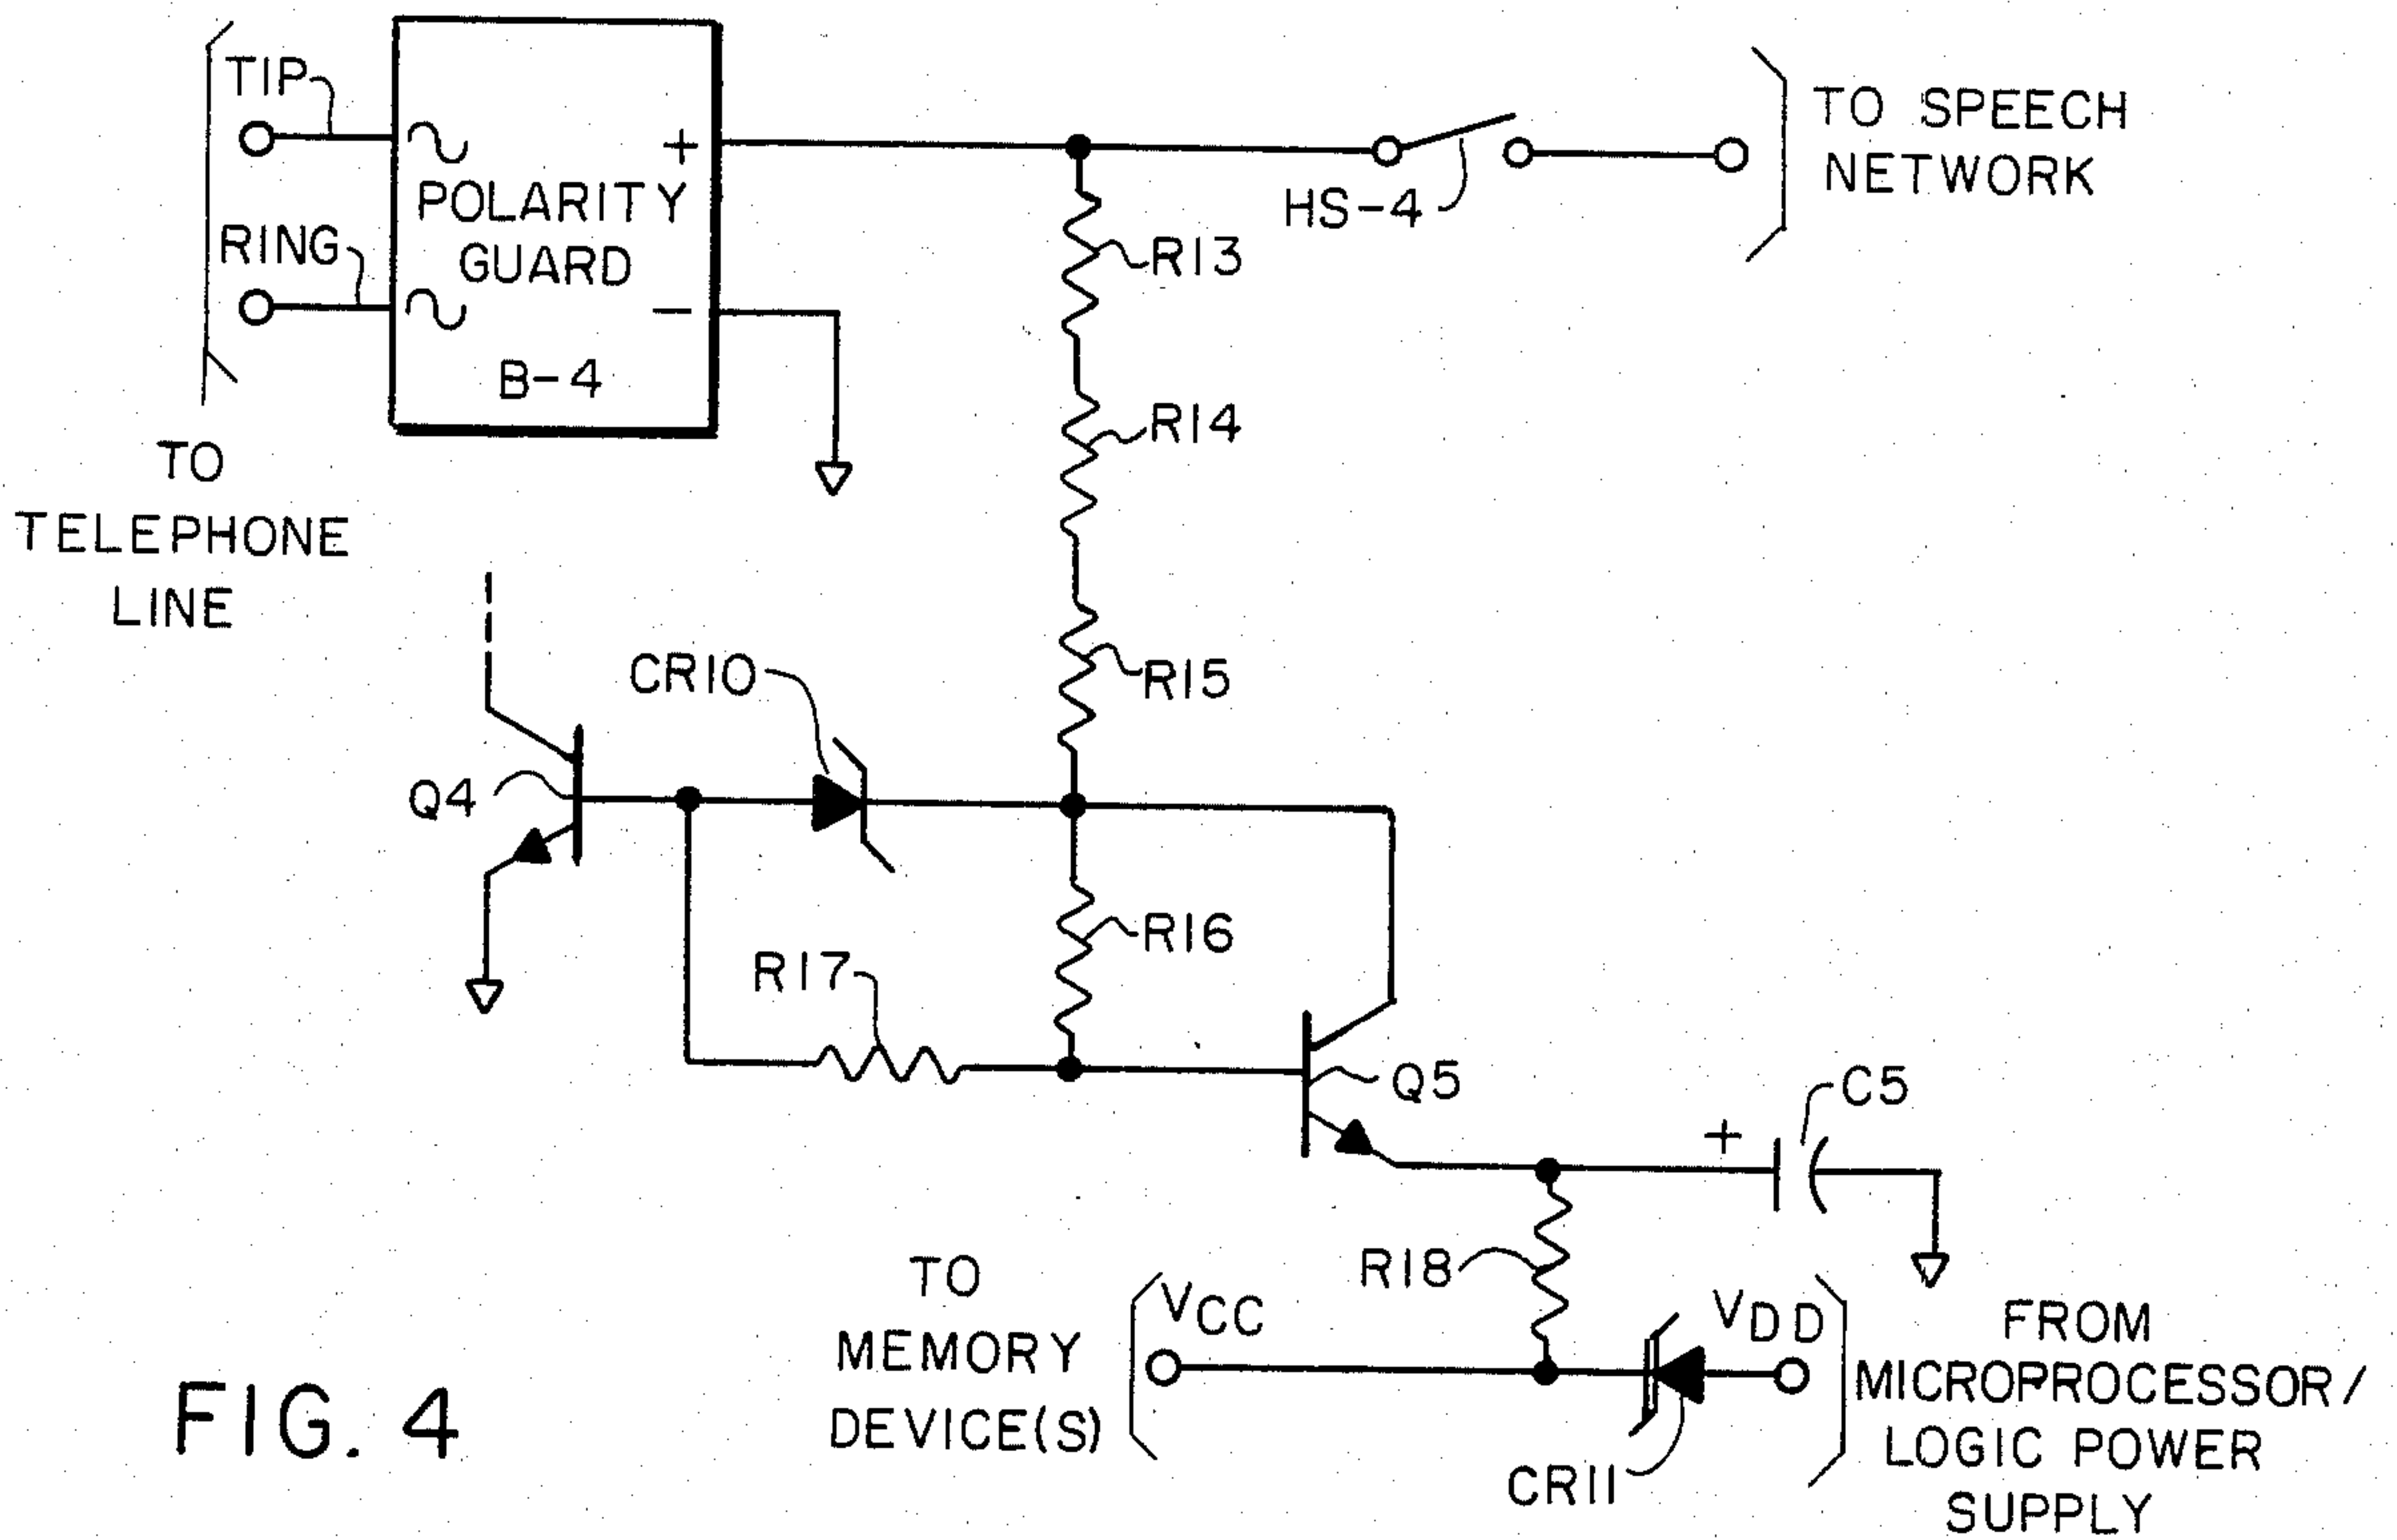 TIP
RING
TO
TELEPHONE
LINE
+
POLARITY
GUARD
−
B-4
HS-4
TO SPEECH
NETWORK
R13
R14
R15
CR10
Q4
R16
R17
Q5
C5
+
R18
TO
MEMORY
DEVICE(S)
VCC
VDD
CR11
FROM
MICROPROCESSOR/
LOGIC POWER
SUPPLY
FIG. 4